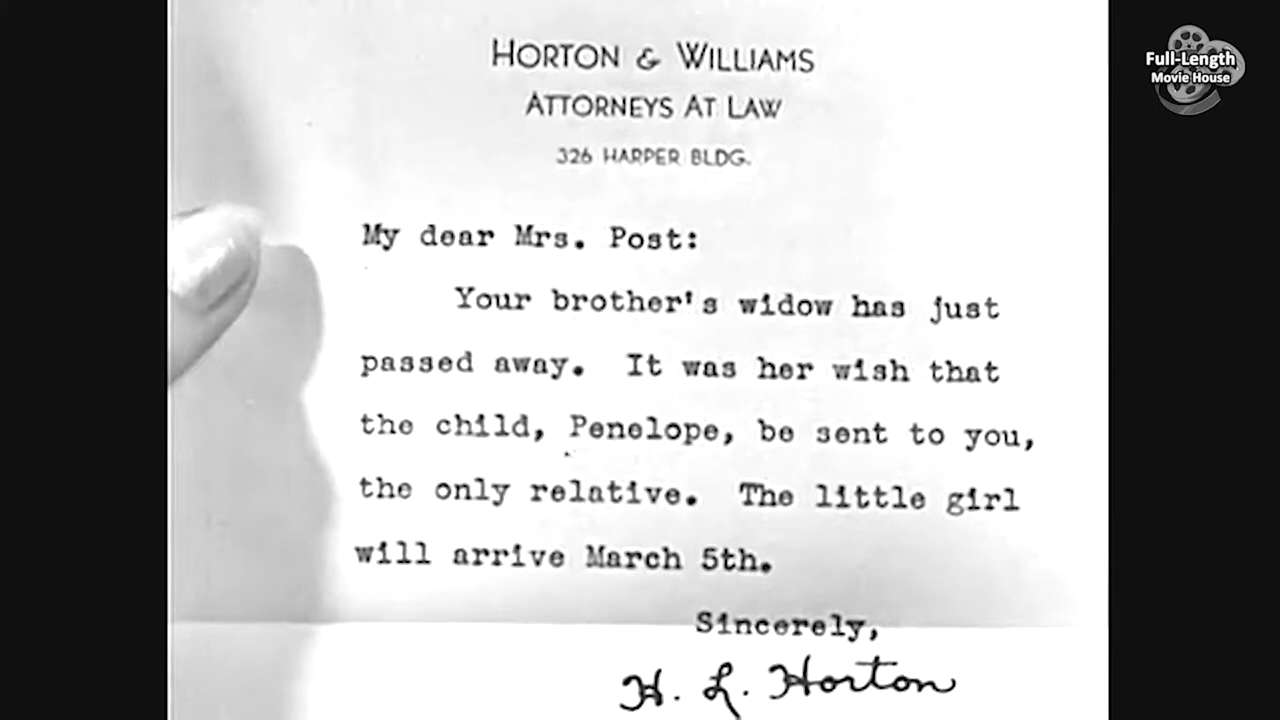 HORTON & WILLIAMS
ATTORNEYS AT LAW
326 HARPER BLDG.
My dear Mrs. Post:
Your brother's widow has just
passed away. It was her wish that
the child, Penelope, be sent to you,
the only relative. The little girl
will arrive March 5th.
Sincerely,
H. L. Horton
Full-Length
Movie House